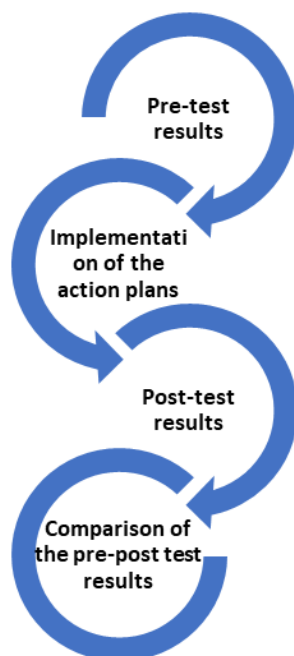 Pre-test
results
Implementati
on of the
action plans
Post-test
results
Comparison of
the pre-post test
results